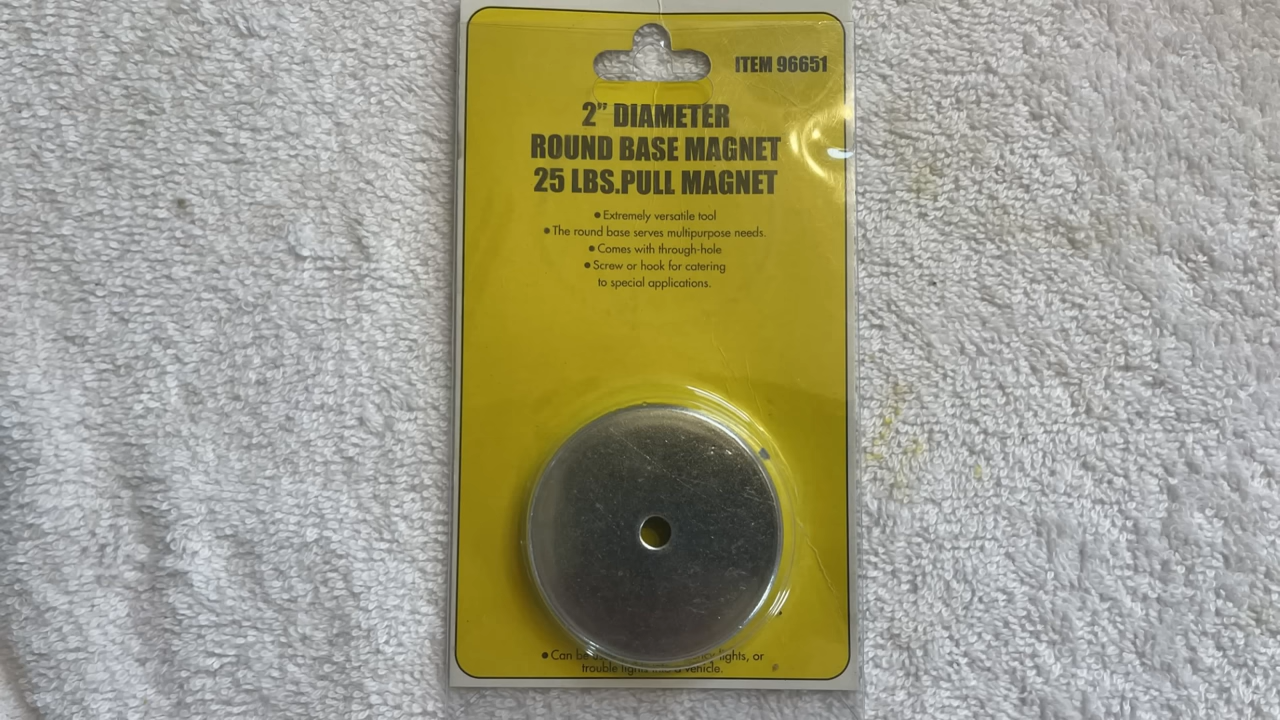 ITEM 96651
2" DIAMETER
ROUND BASE MAGNET
25 LBS.PULL MAGNET
● Extremely versatile tool
● The round base serves multipurpose needs.
● Comes with through-hole
● Screw or hook for catering
to special applications.
● Can be lights, or
trouble lights into a vehicle.